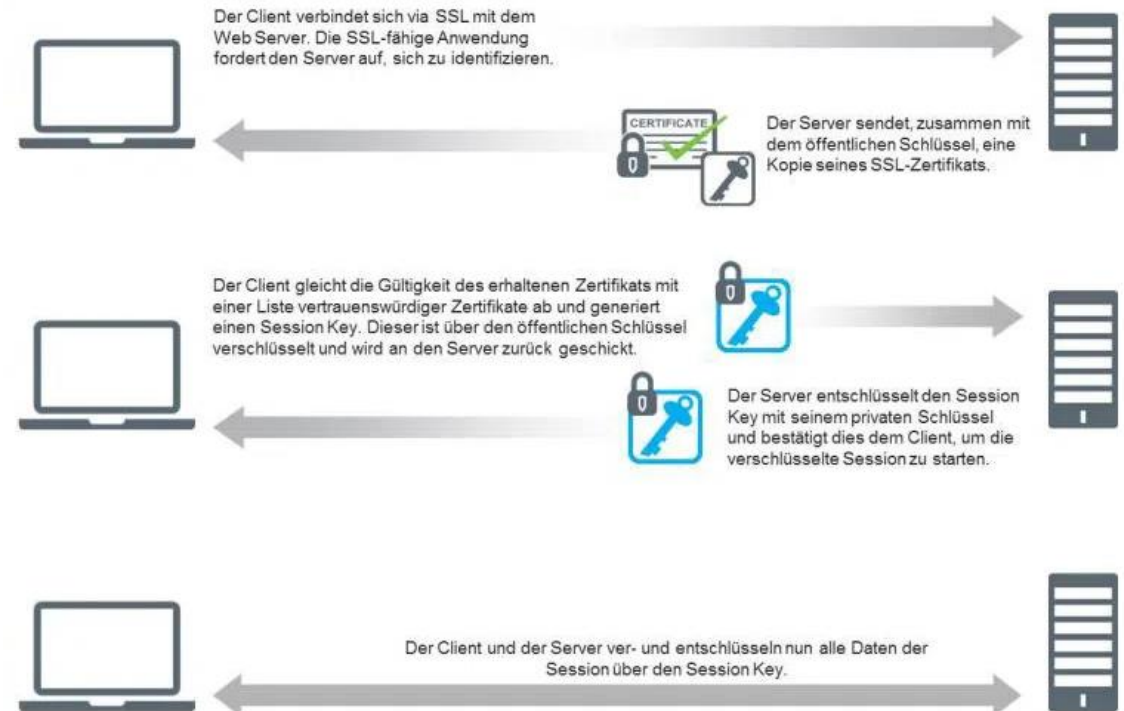 Der Client verbindet sich via SSL mit dem
Web Server. Die SSL-fähige Anwendung
fordert den Server auf, sich zu identifizieren.
CERTIFICATE
Der Server sendet, zusammen mit
dem öffentlichen Schlüssel, eine
Kopie seines SSL-Zertifikats.
Der Client gleicht die Gültigkeit des erhaltenen Zertifikats mit
einer Liste vertrauenswürdiger Zertifikate ab und generiert
einen Session Key. Dieser ist über den öffentlichen Schlüssel
verschlüsselt und wird an den Server zurück geschickt.
Der Server entschlüsselt den Session
Key mit seinem privaten Schlüssel
und bestätigt dies dem Client, um die
verschlüsselte Session zu starten.
Der Client und der Server ver- und entschlüsseln nun alle Daten der
Session über den Session Key.